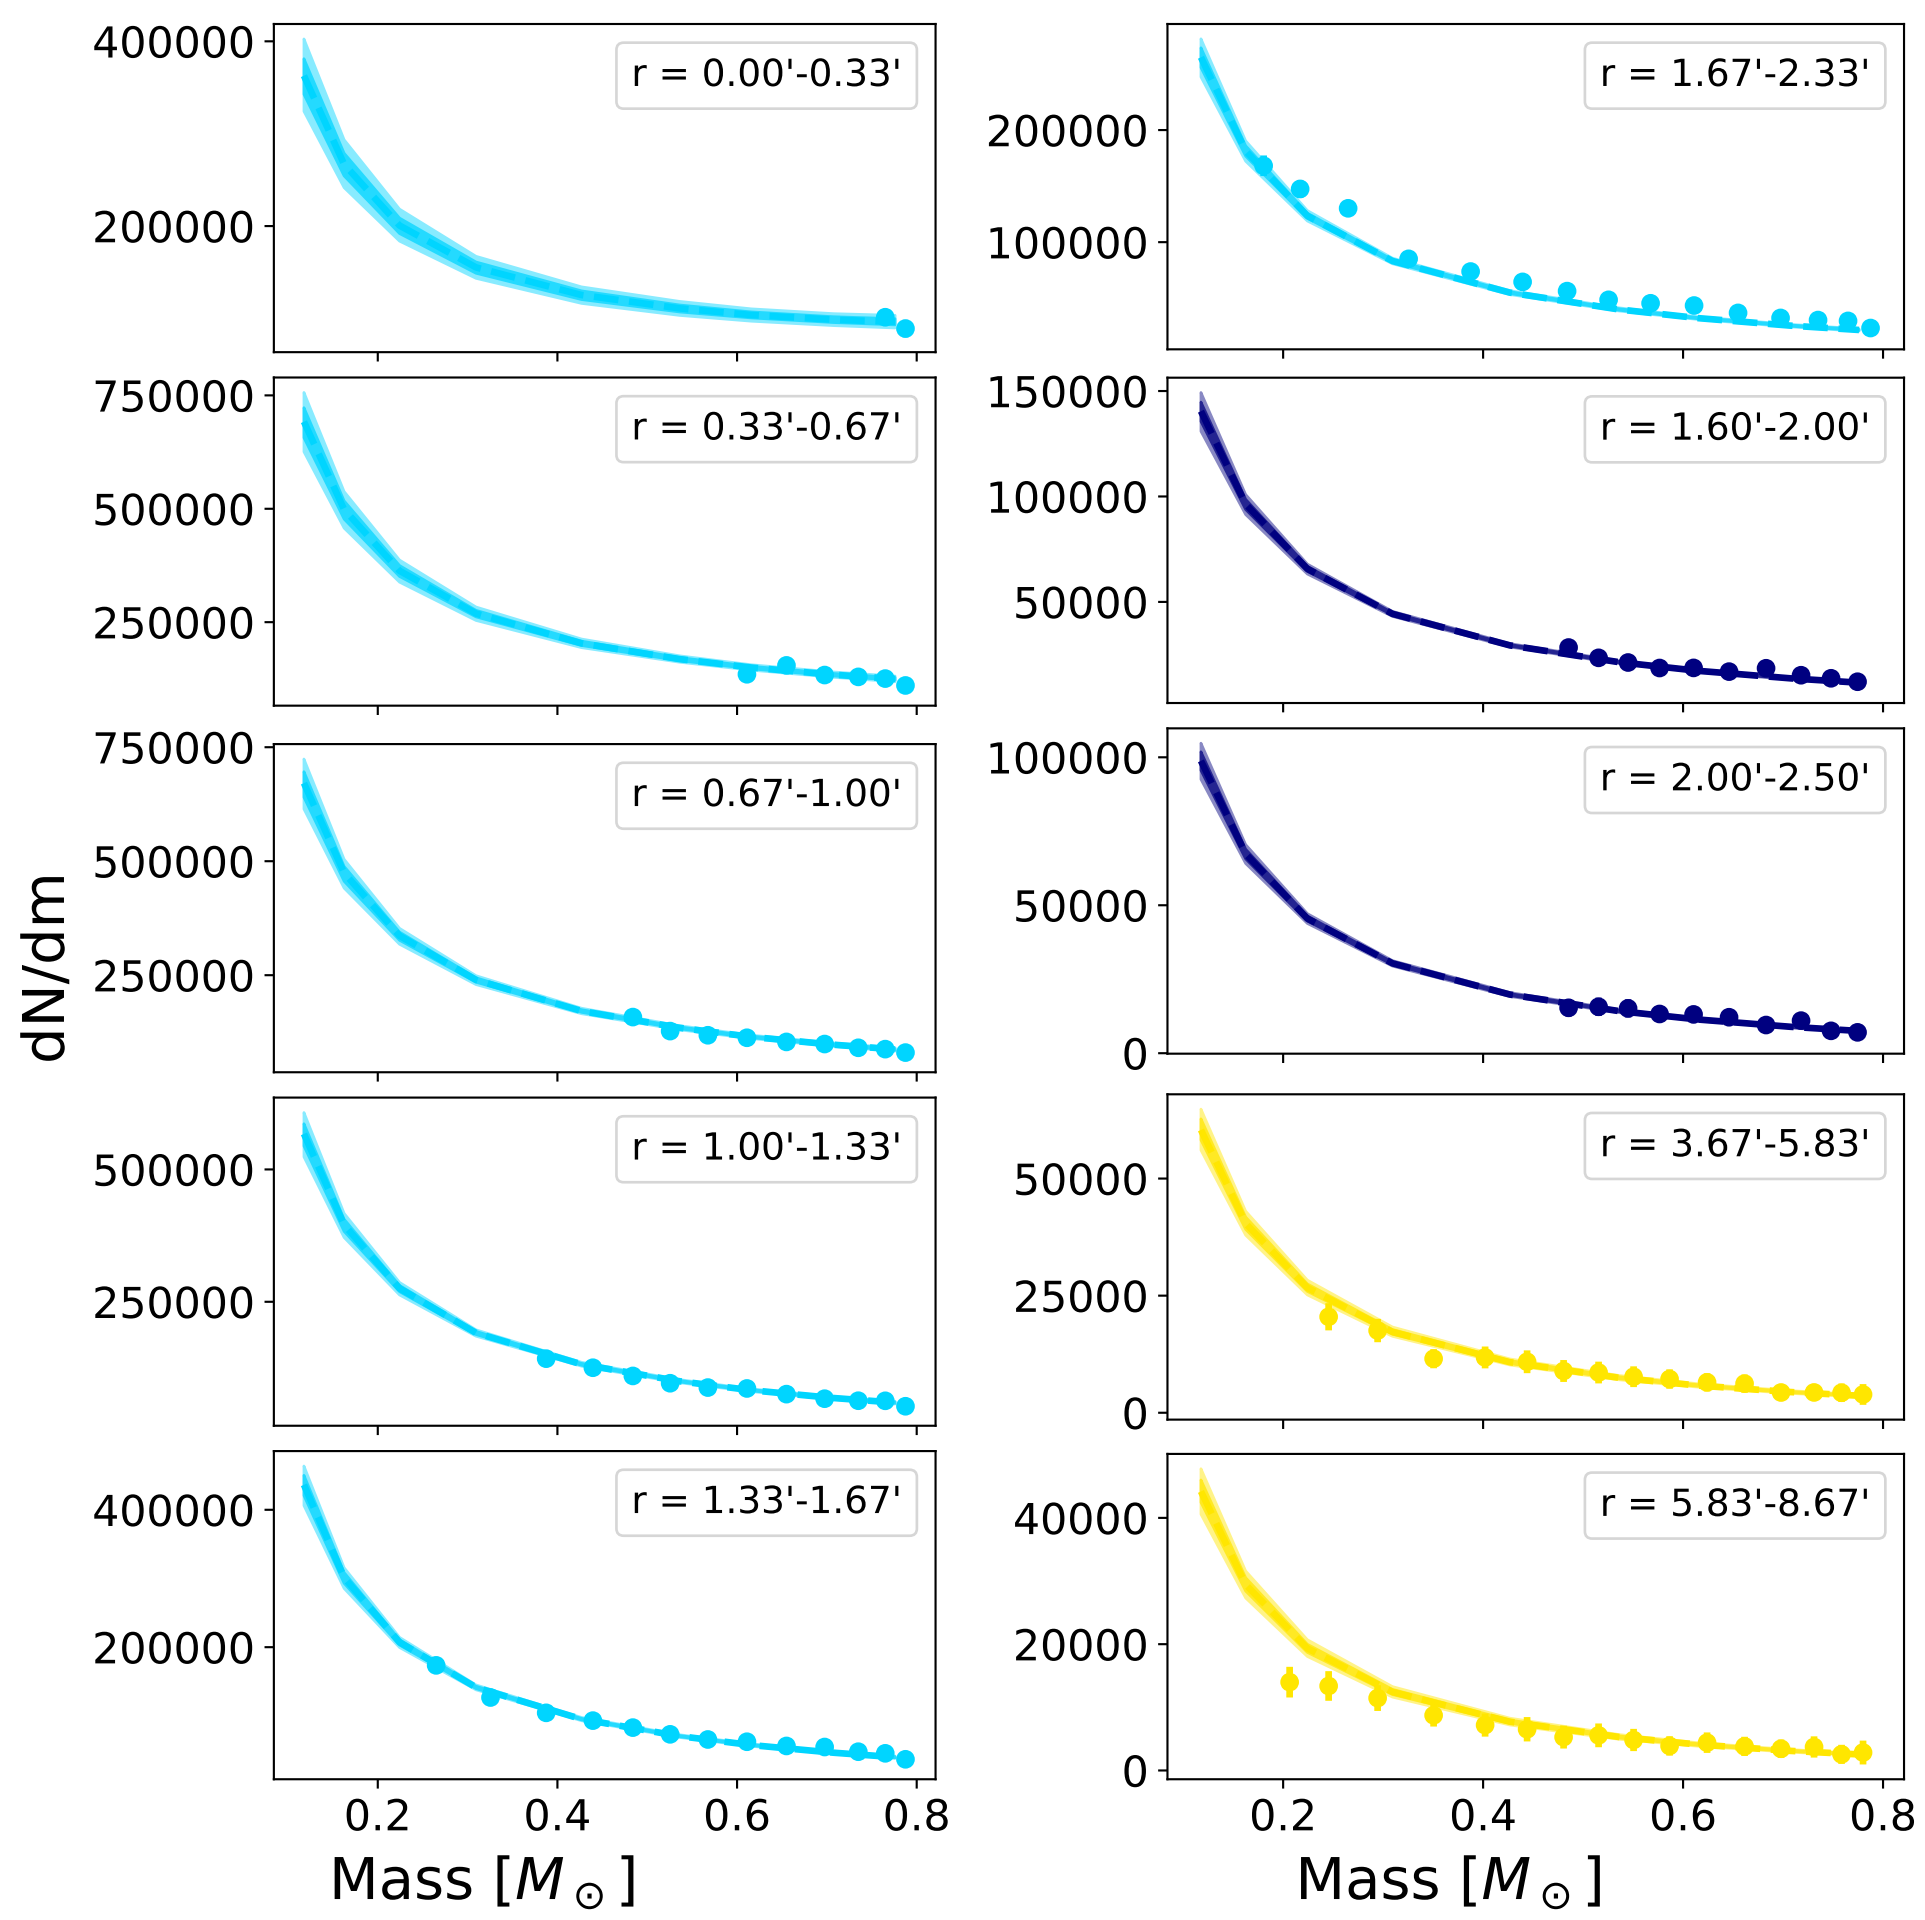 dN/dm
400000
200000
r = 0.00'-0.33'
750000
500000
250000
r = 0.33'-0.67'
750000
500000
250000
r = 0.67'-1.00'
500000
250000
r = 1.00'-1.33'
400000
200000
r = 1.33'-1.67'
0.2 0.4 0.6 0.8
Mass [M⊙]
200000
100000
r = 1.67'-2.33'
150000
100000
50000
r = 1.60'-2.00'
100000
50000
0
r = 2.00'-2.50'
50000
25000
0
r = 3.67'-5.83'
40000
20000
0
r = 5.83'-8.67'
0.2 0.4 0.6 0.8
Mass [M⊙]